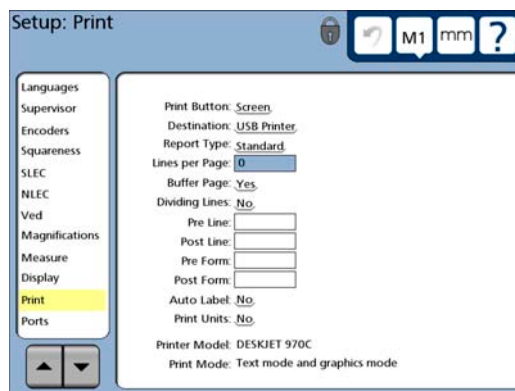 Setup: Print
M1
mm
?
Languages
Supervisor
Encoders
Squareness
SLEC
NLEC
Ved
Magnifications
Measure
Display
Print
Ports
Print Button: Screen
Destination: USB Printer
Report Type: Standard
Lines per Page: 0
Buffer Page: Yes
Dividing Lines: No
Pre Line:
Post Line:
Pre Form:
Post Form:
Auto Label: No
Print Units: No
Printer Model: DESKJET 970C
Print Mode: Text mode and graphics mode